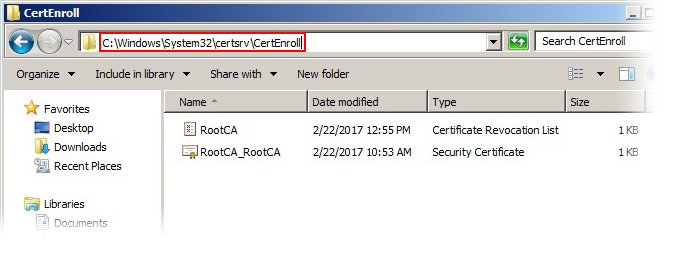 CertEnroll
C:\Windows\System32\certsrv\CertEnroll Search CertEnroll
Organize Include in library Share with New folder
Favorites
Desktop
Downloads
Recent Places
Libraries
Documents
Name Date modified Type Size
RootCA 2/22/2017 12:55 PM Certificate Revocation List 1 KB
RootCA_RootCA 2/22/2017 10:53 AM Security Certificate 1 KB